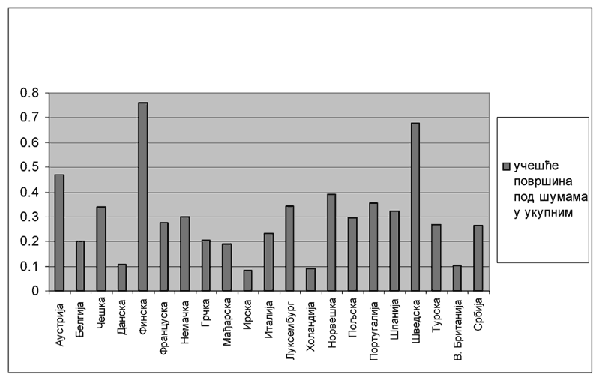 0.8
0.7
0.6
0.5
0.4
0.3
0.2
0.1
0
Аустрија
Белгија
Чешка
Данска
Финска
Француска
Немачка
Грчка
Мађарска
Ирска
Италија
Луксембург
Холандија
Норвешка
Пољска
Португалија
Шпанија
Шведска
Турска
В. Британија
Србија
учешће
површина
под шумама
у укупним